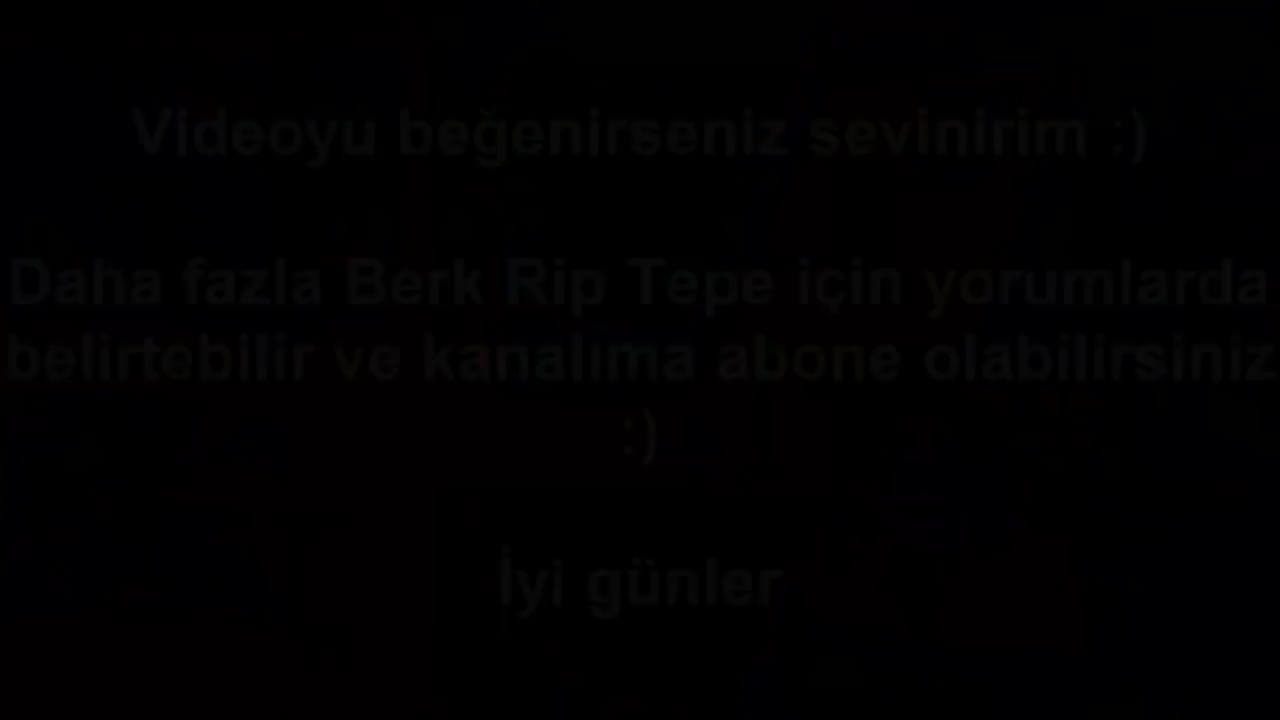 Videoyu beğenirseniz sevinirim :)
Daha fazla Berk Rip Tepe için yorumlarda
belirtebilir ve kanalıma abone olabilirsiniz
:)
İyi günler